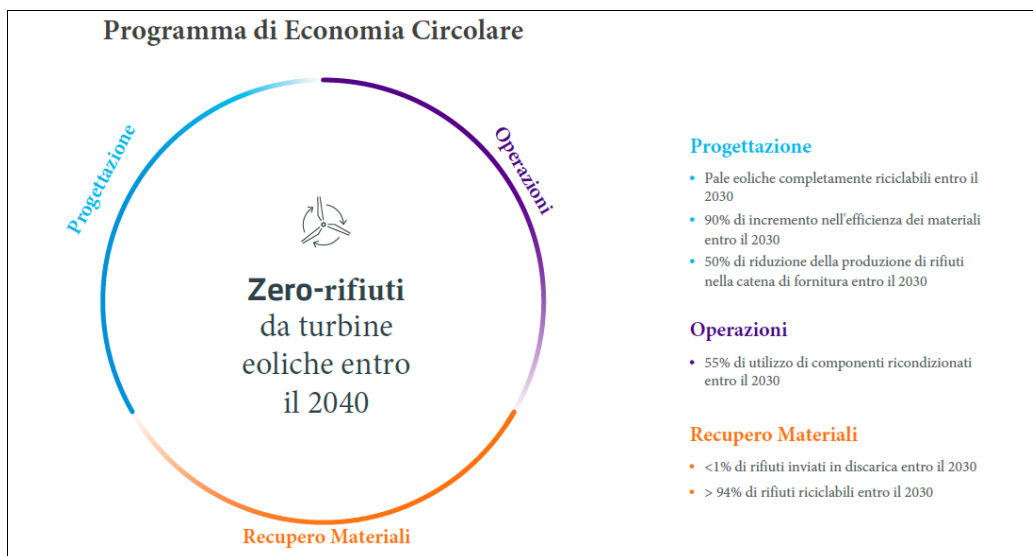 Programma di Economia Circolare
Progettazione
Operazioni
Zero-rifiuti
da turbine
eoliche entro
il 2040
Recupero Materiali
Progettazione
• Pale eoliche completamente riciclabili entro il
2030
• 90% di incremento nell'efficienza dei materiali
entro il 2030
• 50% di riduzione della produzione di rifiuti
nella catena di fornitura entro il 2030
Operazioni
• 55% di utilizzo di componenti ricondizionati
entro il 2030
Recupero Materiali
• <1% di rifiuti inviati in discarica entro il 2030
• > 94% di rifiuti riciclabili entro il 2030